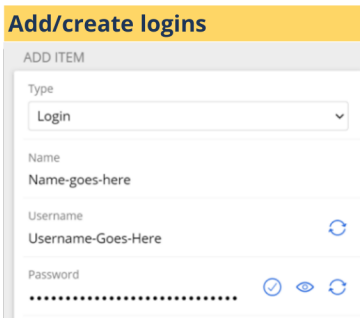 Add/create logins
ADD ITEM
Type
Login
Name
Name-goes-here
Username
Username-Goes-Here
Password
••••••••••••••••••••••••••••••